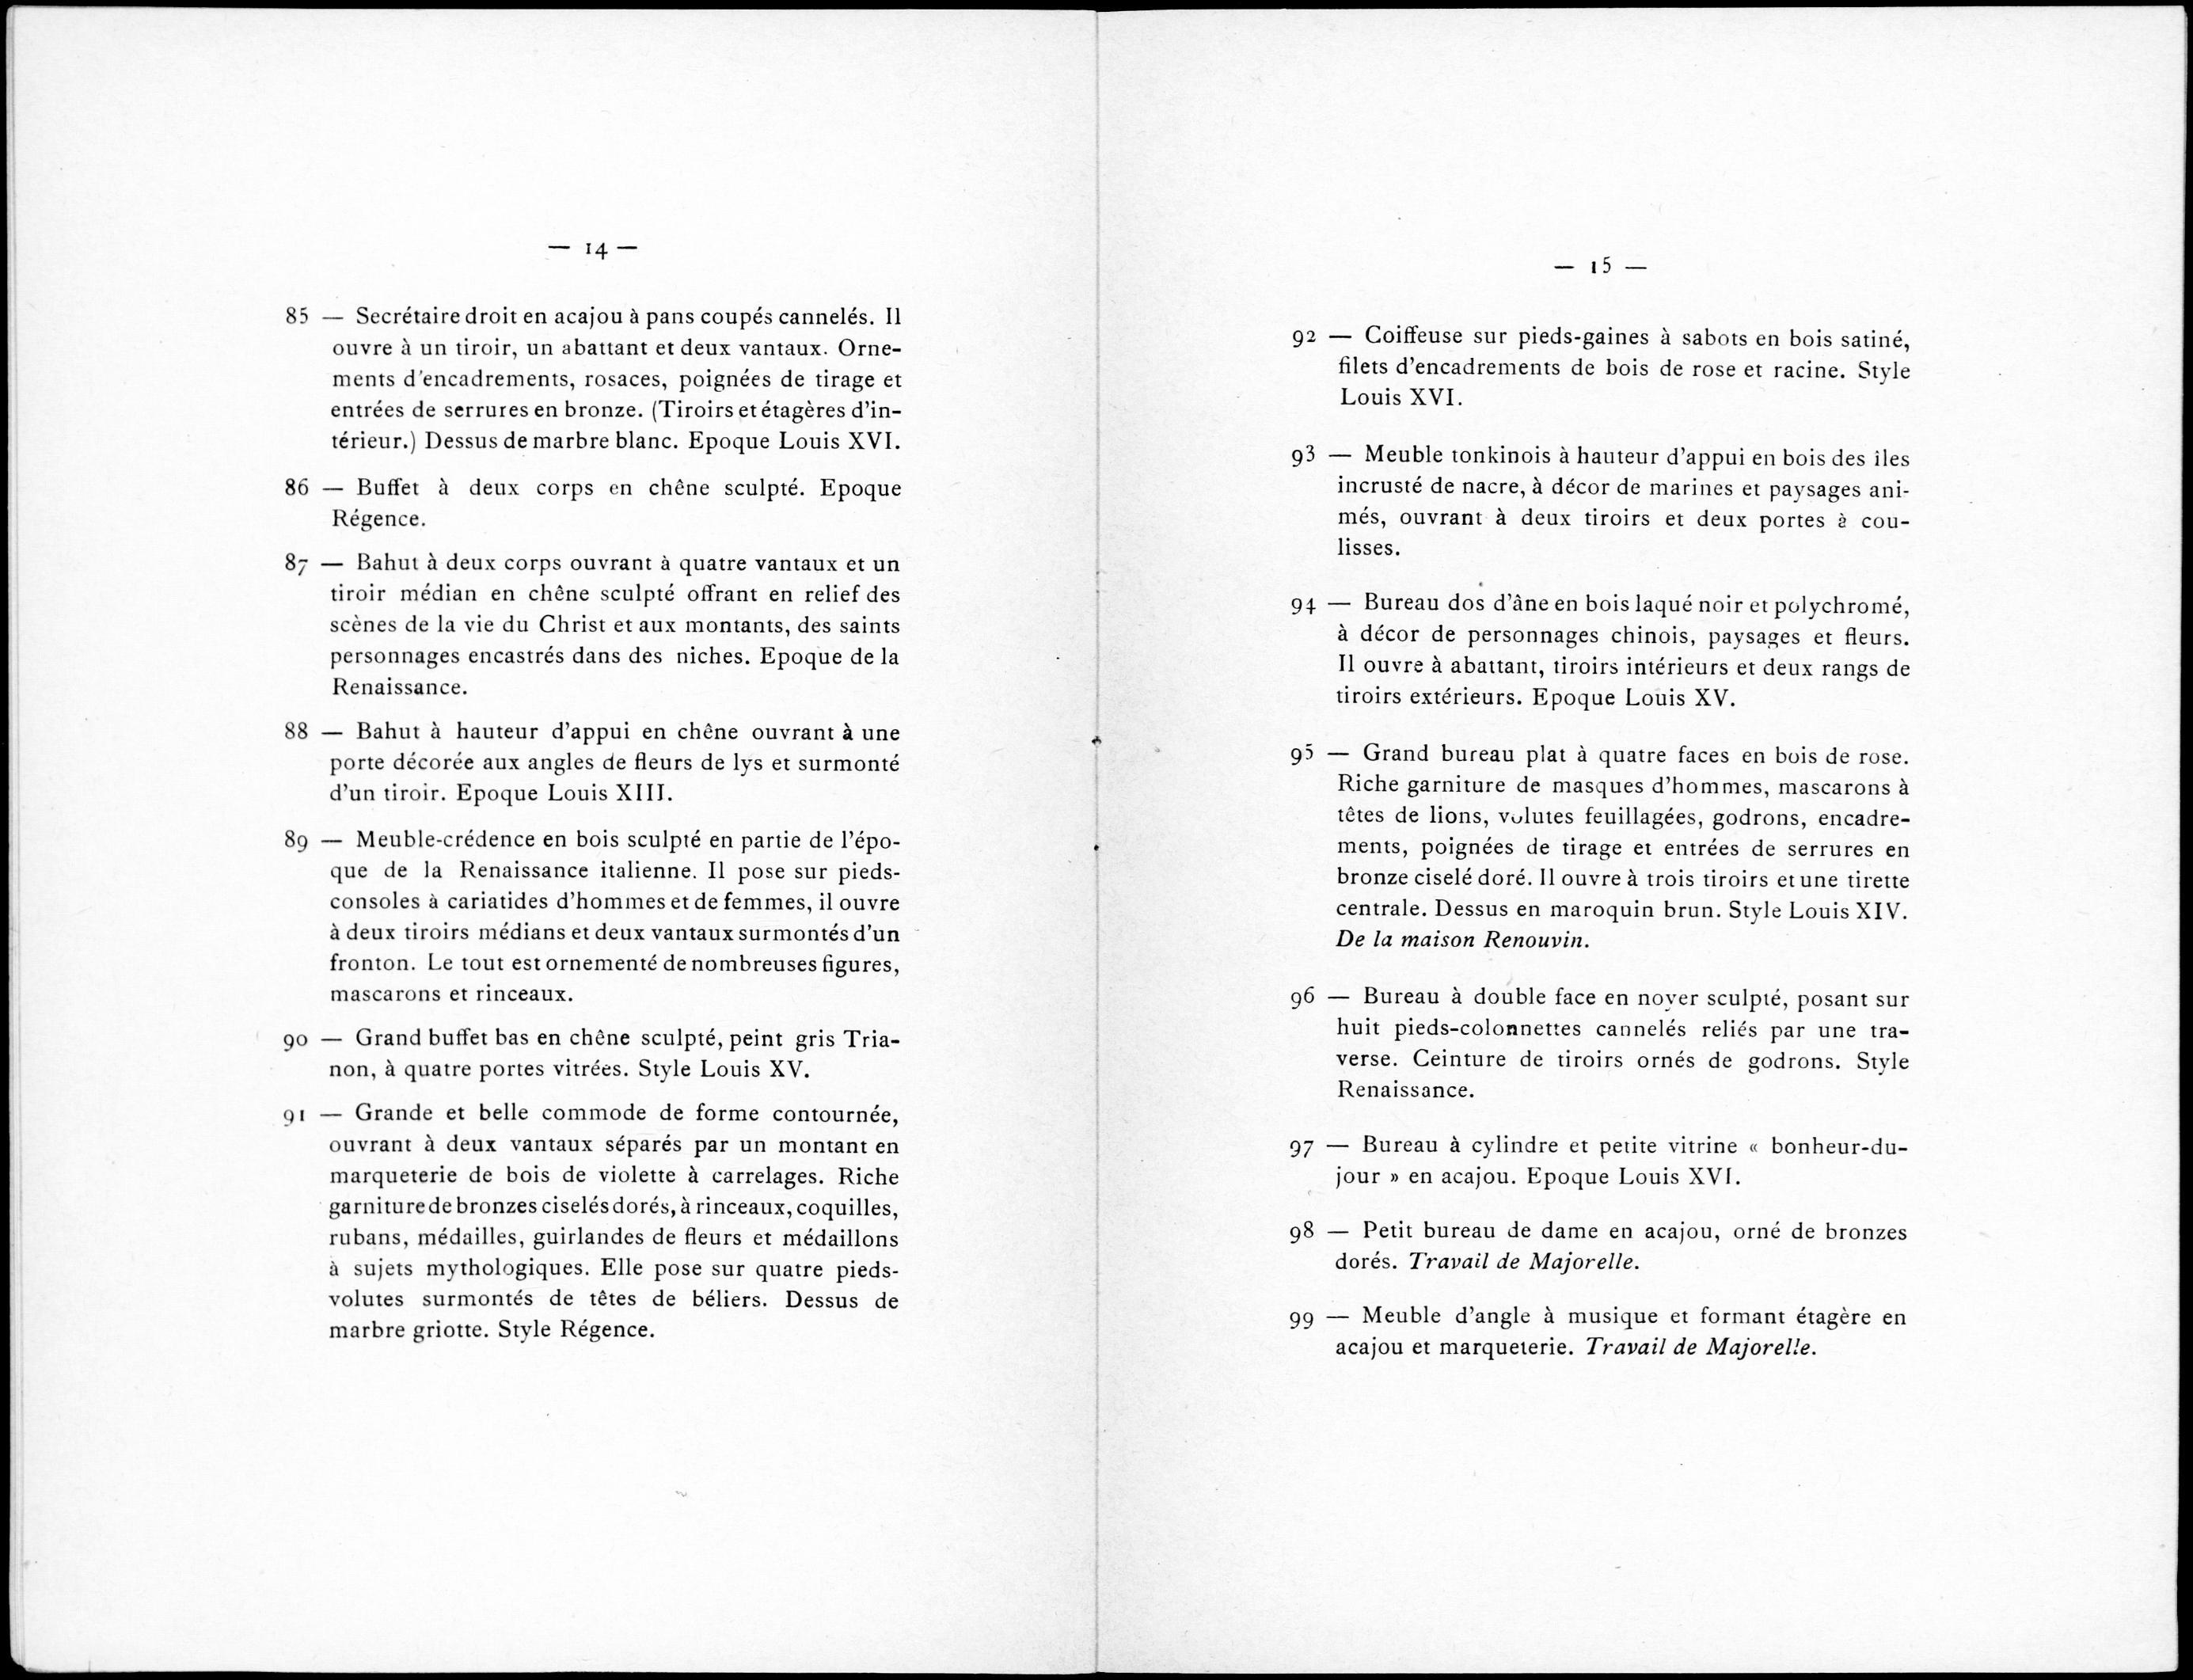 — 14 —
85 — Secrétaire droit en acajou à pans coupés cannelés. Il
ouvre à un tiroir, un abattant et deux vantaux. Orne-
ments d'encadrements, rosaces, poignées de tirage et
entrées de serrures en bronze. (Tiroirs et étagères d'in-
térieur.) Dessus de marbre blanc. Epoque Louis XVI.
86 — Buffet à deux corps en chêne sculpté. Epoque
Régence.
87 — Bahut à deux corps ouvrant à quatre vantaux et un
tiroir médian en chêne sculpté offrant en relief des
scènes de la vie du Christ et aux montants, des saints
personnages encastrés dans des niches. Epoque de la
Renaissance.
88 — Bahut à hauteur d'appui en chêne ouvrant à une
porte décorée aux angles de fleurs de lys et surmonté
d'un tiroir. Epoque Louis XIII.
89 — Meuble-crédence en bois sculpté en partie de l'épo-
que de la Renaissance italienne. Il pose sur pieds-
consoles à cariatides d'hommes et de femmes, il ouvre
à deux tiroirs médians et deux vantaux surmontés d'un
fronton. Le tout est ornementé de nombreuses figures,
mascarons et rinceaux.
90 — Grand buffet bas en chêne sculpté, peint gris Tria-
non, à quatre portes vitrées. Style Louis XV.
91 — Grande et belle commode de forme contournée,
ouvrant à deux vantaux séparés par un montant en
marqueterie de bois de violette à carrelages. Riche
garniture de bronzes ciselés dorés, à rinceaux, coquilles,
rubans, médailles, guirlandes de fleurs et médaillons
à sujets mythologiques. Elle pose sur quatre pieds-
volutes surmontés de têtes de béliers. Dessus de
marbre griotte. Style Régence.
— 15 —
92 — Coiffeuse sur pieds-gaines à sabots en bois satiné,
filets d'encadrements de bois de rose et racine. Style
Louis XVI.
93 — Meuble tonkinois à hauteur d'appui en bois des îles
incrusté de nacre, à décor de marines et paysages ani-
més, ouvrant à deux tiroirs et deux portes à cou-
lisses.
94 — Bureau dos d'âne en bois laqué noir et polychromé,
à décor de personnages chinois, paysages et fleurs.
Il ouvre à abattant, tiroirs intérieurs et deux rangs de
tiroirs extérieurs. Epoque Louis XV.
95 — Grand bureau plat à quatre faces en bois de rose.
Riche garniture de masques d'hommes, mascarons à
têtes de lions, volutes feuillagées, godrons, encadre-
ments, poignées de tirage et entrées de serrures en
bronze ciselé doré. Il ouvre à trois tiroirs et une tirette
centrale. Dessus en maroquin brun. Style Louis XIV.
De la maison Renouvin.
96 — Bureau à double face en noyer sculpté, posant sur
huit pieds-colonnettes cannelés reliés par une tra-
verse. Ceinture de tiroirs ornés de godrons. Style
Renaissance.
97 — Bureau à cylindre et petite vitrine « bonheur-du-
jour » en acajou. Epoque Louis XVI.
98 — Petit bureau de dame en acajou, orné de bronzes
dorés. Travail de Majorelle.
99 — Meuble d'angle à musique et formant étagère en
acajou et marqueterie. Travail de Majorelle.